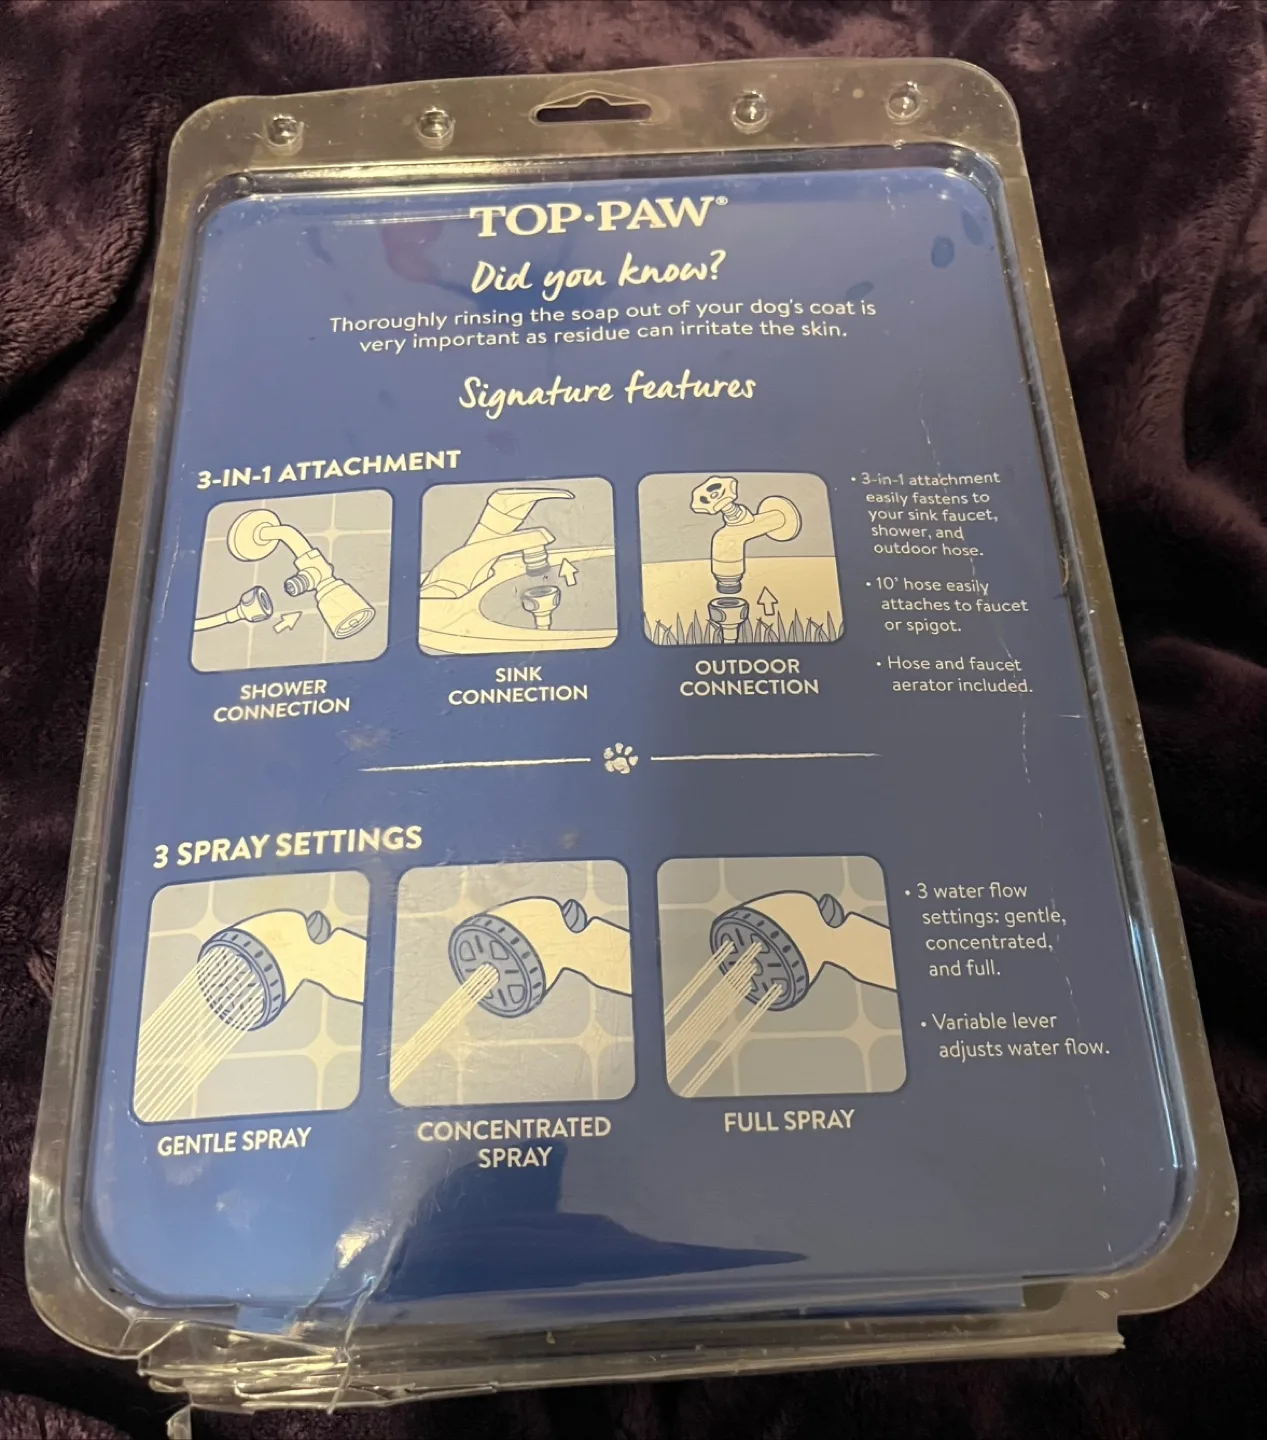 TOP•PAW®
Did you know?
Thoroughly rinsing the soap out of your dog's coat is
very important as residue can irritate the skin.
Signature features
3-IN-1 ATTACHMENT
SHOWER
CONNECTION
SINK
CONNECTION
OUTDOOR
CONNECTION
• 3-in-1 attachment
easily fastens to
your sink faucet,
shower, and
outdoor hose.
• 10' hose easily
attaches to faucet
or spigot.
• Hose and faucet
aerator included.
3 SPRAY SETTINGS
GENTLE SPRAY
CONCENTRATED
SPRAY
FULL SPRAY
• 3 water flow
settings: gentle,
concentrated,
and full.
• Variable lever
adjusts water flow.